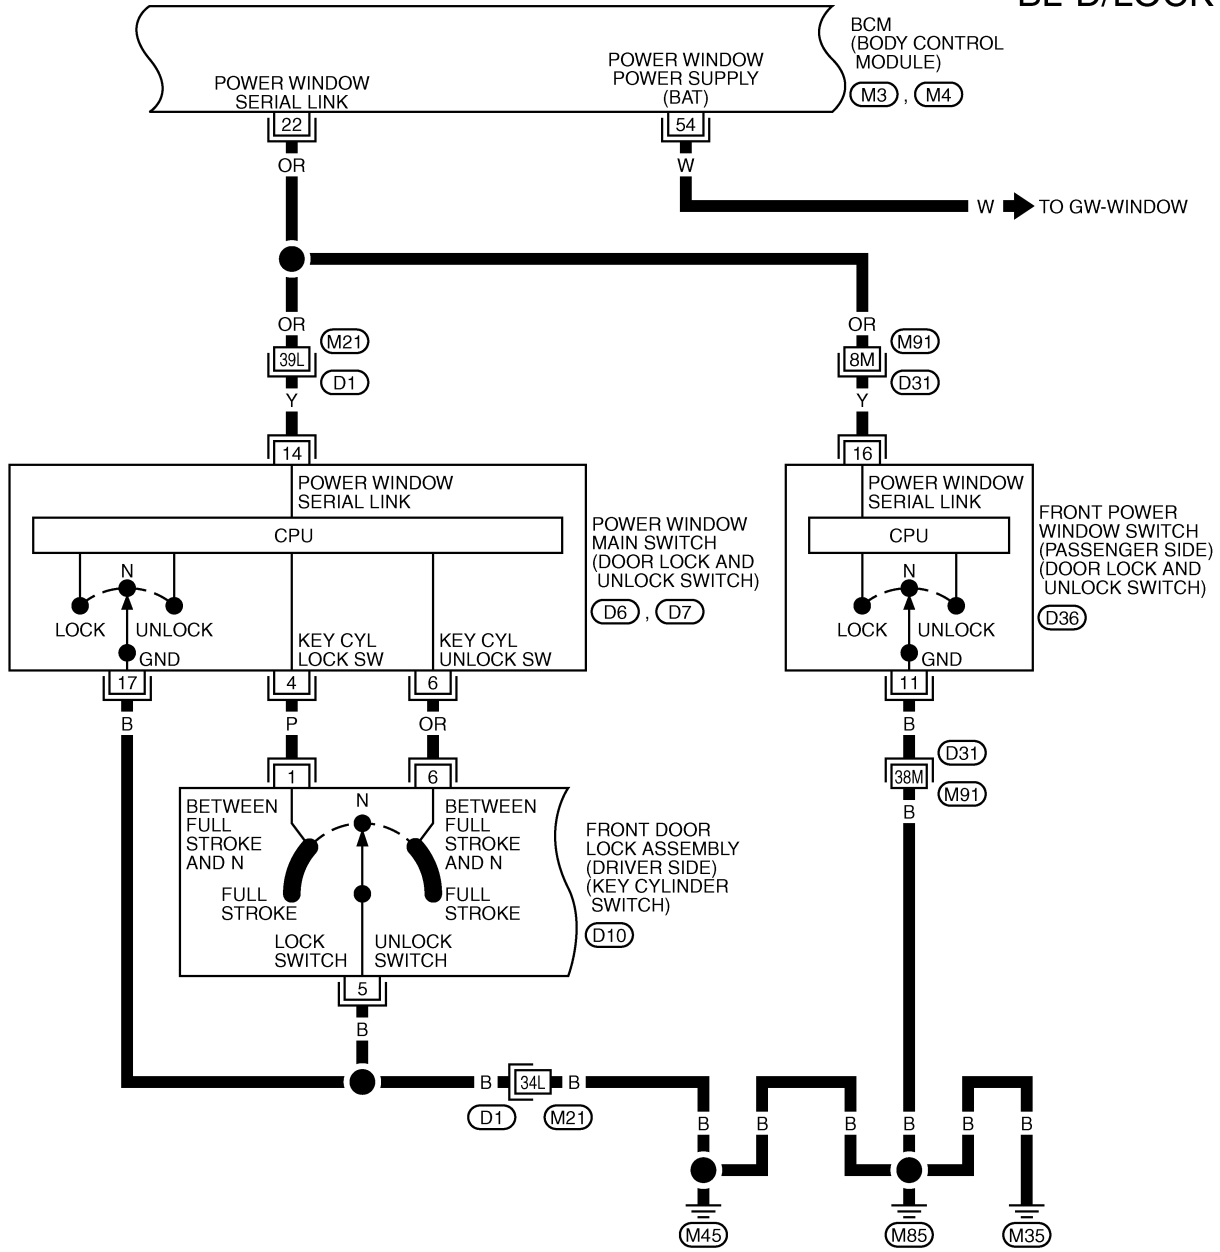 BL-D/LOCK
BCM
(BODY CONTROL
MODULE)
M3 , M4
POWER WINDOW
SERIAL LINK
POWER WINDOW
POWER SUPPLY
(BAT)
22
54
OR
W
W TO GW-WINDOW
OR
OR
M21
M91
39L
8M
D1
D31
Y
Y
14
16
POWER WINDOW
SERIAL LINK
CPU
N
LOCK UNLOCK
GND
KEY CYL
LOCK SW
KEY CYL
UNLOCK SW
POWER WINDOW
MAIN SWITCH
(DOOR LOCK AND
UNLOCK SWITCH)
D6 , D7
POWER WINDOW
SERIAL LINK
CPU
N
LOCK UNLOCK
GND
FRONT POWER
WINDOW SWITCH
(PASSENGER SIDE)
(DOOR LOCK AND
UNLOCK SWITCH)
D36
17 4 6
11
B P OR
B
1 6
D31
38M
M91
B
BETWEEN
FULL
STROKE
AND N
N
BETWEEN
FULL
STROKE
AND N
FULL
STROKE
FULL
STROKE
LOCK
SWITCH
UNLOCK
SWITCH
FRONT DOOR
LOCK ASSEMBLY
(DRIVER SIDE)
(KEY CYLINDER
SWITCH)
D10
5
B
B 34L B
D1 M21
B B B B B B
M45 M85 M35